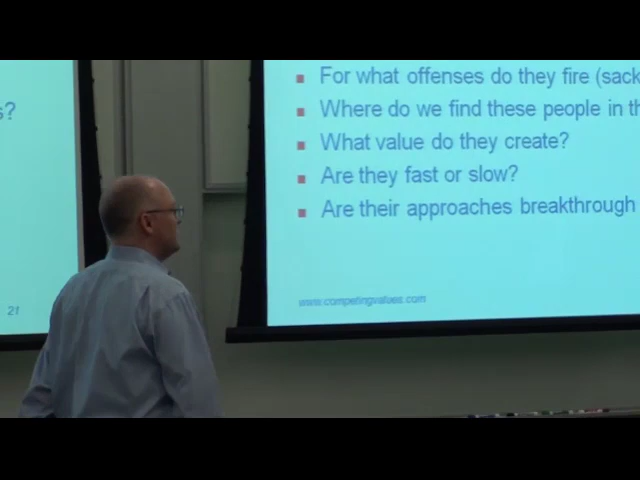 s?
21
For what offenses do they fire (sack
Where do we find these people in th
What value do they create?
Are they fast or slow?
Are their approaches breakthrough
www.competingvalues.com